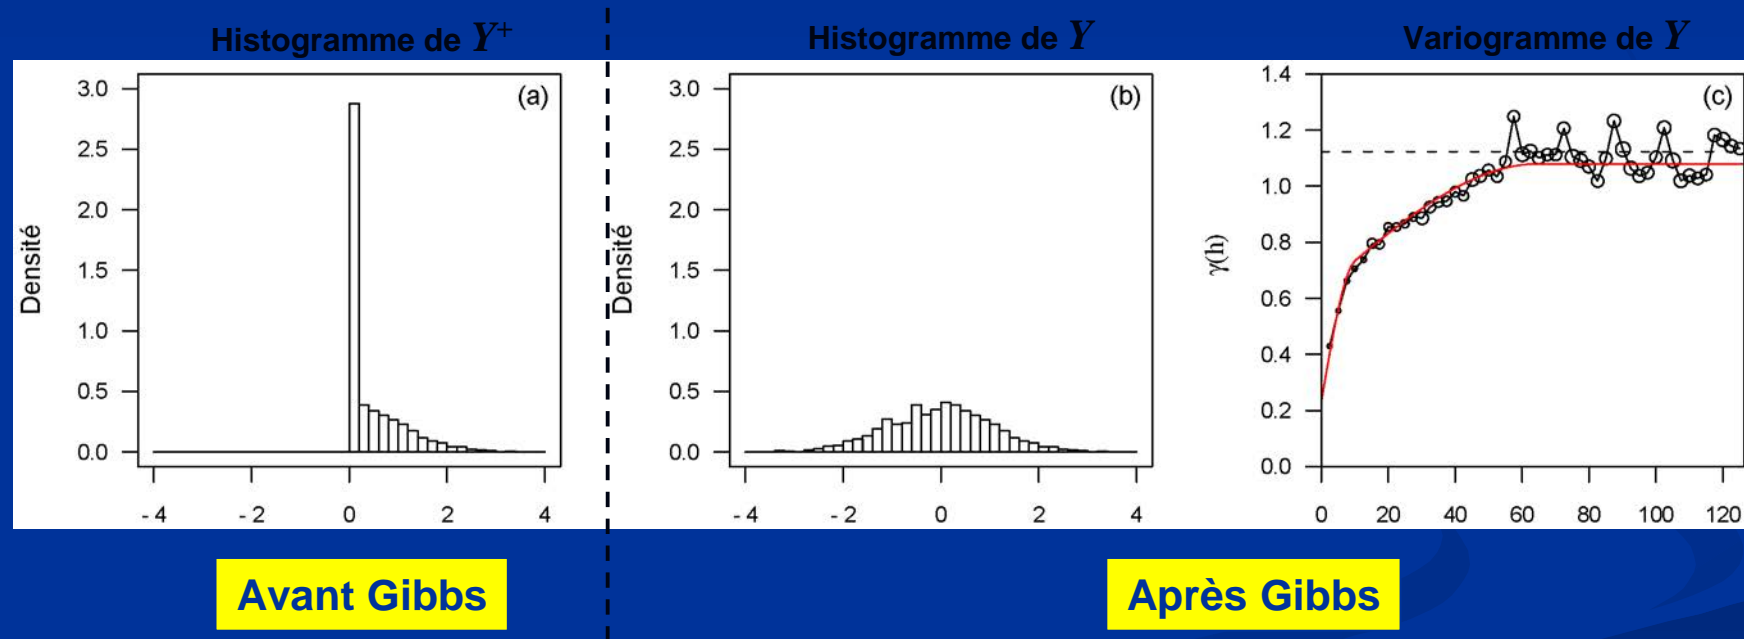 Histogramme de Y⁺
Histogramme de Y
Variogramme de Y
(a)
3.0
2.5
2.0
1.5
1.0
0.5
0.0
Densité
- 4 - 2 0 2 4
(b)
3.0
2.5
2.0
1.5
1.0
0.5
0.0
Densité
- 4 - 2 0 2 4
(c)
1.4
1.2
1.0
0.8
0.6
0.4
0.2
0.0
γ(h)
0 20 40 60 80 100 120
Avant Gibbs
Après Gibbs